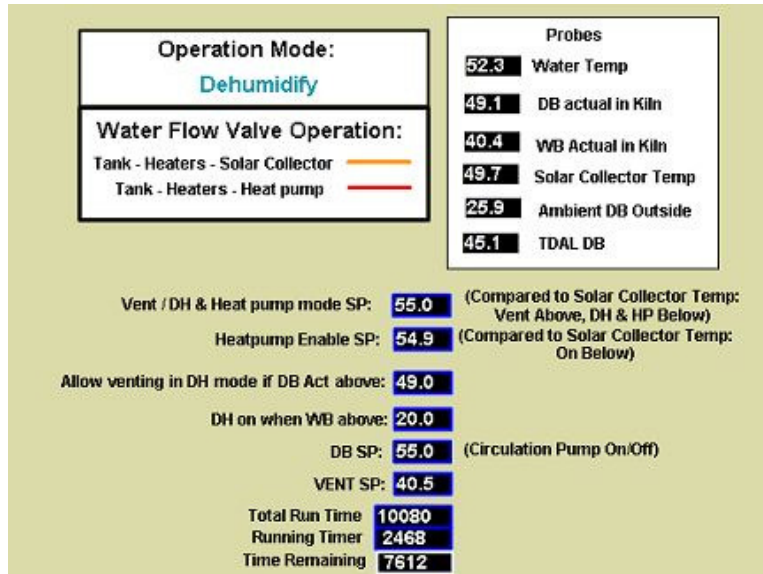 Operation Mode:
Dehumidify
Water Flow Valve Operation:
Tank - Heaters - Solar Collector
Tank - Heaters - Heat pump
Probes
52.3 Water Temp
49.1 DB actual in Kiln
40.4 WB Actual in Kiln
49.7 Solar Collector Temp
25.9 Ambient DB Outside
45.1 TDAL DB
Vent / DH & Heat pump mode SP: 55.0 (Compared to Solar Collector Temp:
Vent Above, DH & HP Below)
Heatpump Enable SP: 54.9 (Compared to Solar Collector Temp:
On Below)
Allow venting in DH mode if DB Act above: 49.0
DH on when WB above: 20.0
DB SP: 55.0 (Circulation Pump On/Off)
VENT SP: 40.5
Total Run Time 10080
Running Timer 2468
Time Remaining 7612